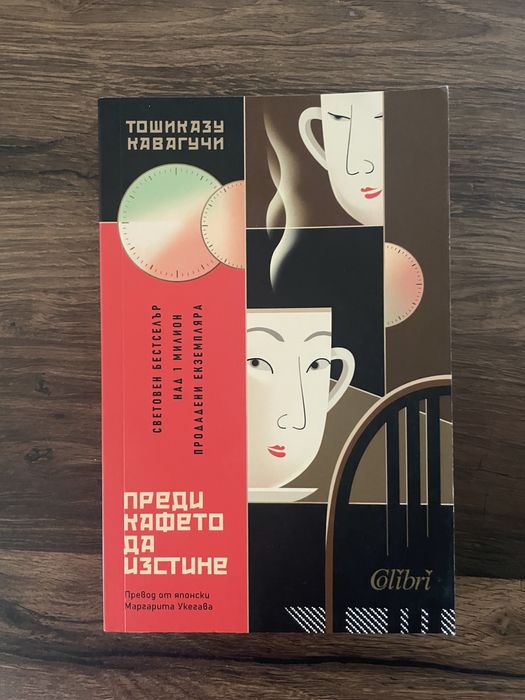 ТОШИКАЗУ
КАВАГУЧИ
СВЕТОВЕН БЕСТСЕЛЪР
НАД 1 МИЛИОН
ПРОДАДЕНИ ЕКЗЕМПЛЯРА
ПРЕДИ
КАФЕТО
ДА
ИЗСТИНЕ
Превод от японски
Маргарита Укегава
Colibri